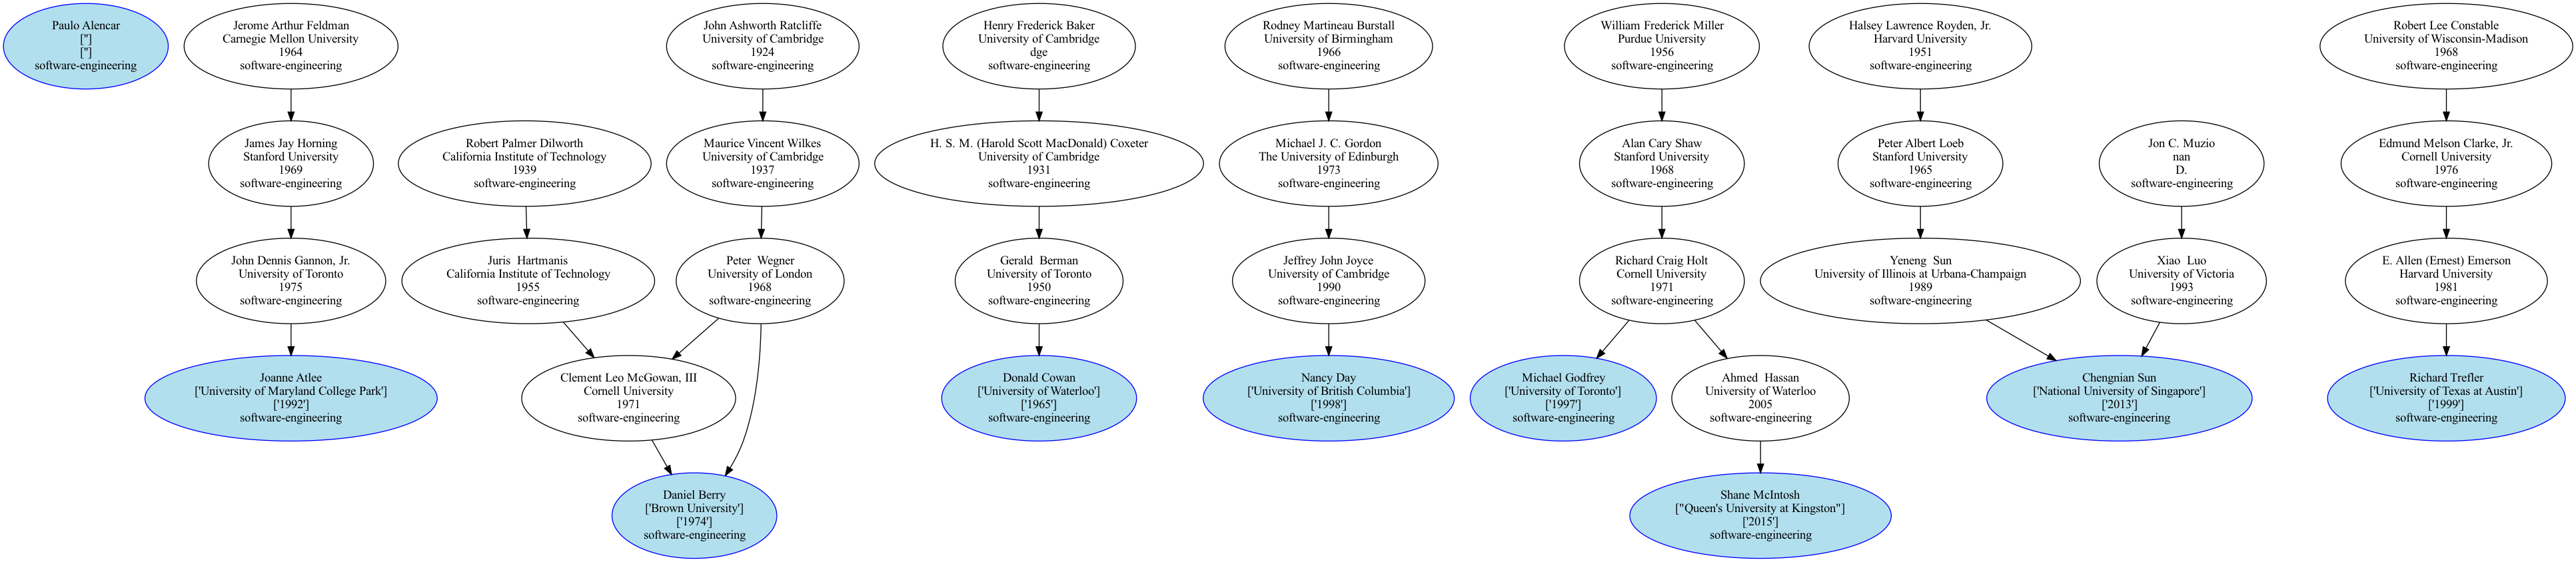 Paulo Alencar
['']
['']
software-engineering
Jerome Arthur Feldman
Carnegie Mellon University
1964
software-engineering
John Ashworth Ratcliffe
University of Cambridge
1924
software-engineering
Henry Frederick Baker
University of Cambridge
dge
software-engineering
Rodney Martineau Burstall
University of Birmingham
1966
software-engineering
William Frederick Miller
Purdue University
1956
software-engineering
Halsey Lawrence Royden, Jr.
Harvard University
1951
software-engineering
Robert Lee Constable
University of Wisconsin-Madison
1968
software-engineering
James Jay Horning
Stanford University
1969
software-engineering
Robert Palmer Dilworth
California Institute of Technology
1939
software-engineering
Maurice Vincent Wilkes
University of Cambridge
1937
software-engineering
H. S. M. (Harold Scott MacDonald) Coxeter
University of Cambridge
1931
software-engineering
Michael J. C. Gordon
The University of Edinburgh
1973
software-engineering
Alan Cary Shaw
Stanford University
1968
software-engineering
Peter Albert Loeb
Stanford University
1965
software-engineering
Jon C. Muzio
nan
D.
software-engineering
Edmund Melson Clarke, Jr.
Cornell University
1976
software-engineering
John Dennis Gannon, Jr.
University of Toronto
1975
software-engineering
Juris  Hartmanis
California Institute of Technology
1955
software-engineering
Peter  Wegner
University of London
1968
software-engineering
Gerald  Berman
University of Toronto
1950
software-engineering
Jeffrey John Joyce
University of Cambridge
1990
software-engineering
Richard Craig Holt
Cornell University
1971
software-engineering
Yeneng  Sun
University of Illinois at Urbana-Champaign
1989
software-engineering
Xiao  Luo
University of Victoria
1993
software-engineering
E. Allen (Ernest) Emerson
Harvard University
1981
software-engineering
Joanne Atlee
['University of Maryland College Park']
['1992']
software-engineering
Clement Leo McGowan, III
Cornell University
1971
software-engineering
Donald Cowan
['University of Waterloo']
['1965']
software-engineering
Nancy Day
['University of British Columbia']
['1998']
software-engineering
Michael Godfrey
['University of Toronto']
['1997']
software-engineering
Ahmed  Hassan
University of Waterloo
2005
software-engineering
Chengnian Sun
['National University of Singapore']
['2013']
software-engineering
Richard Trefler
['University of Texas at Austin']
['1999']
software-engineering
Daniel Berry
['Brown University']
['1974']
software-engineering
Shane McIntosh
["Queen's University at Kingston"]
['2015']
software-engineering